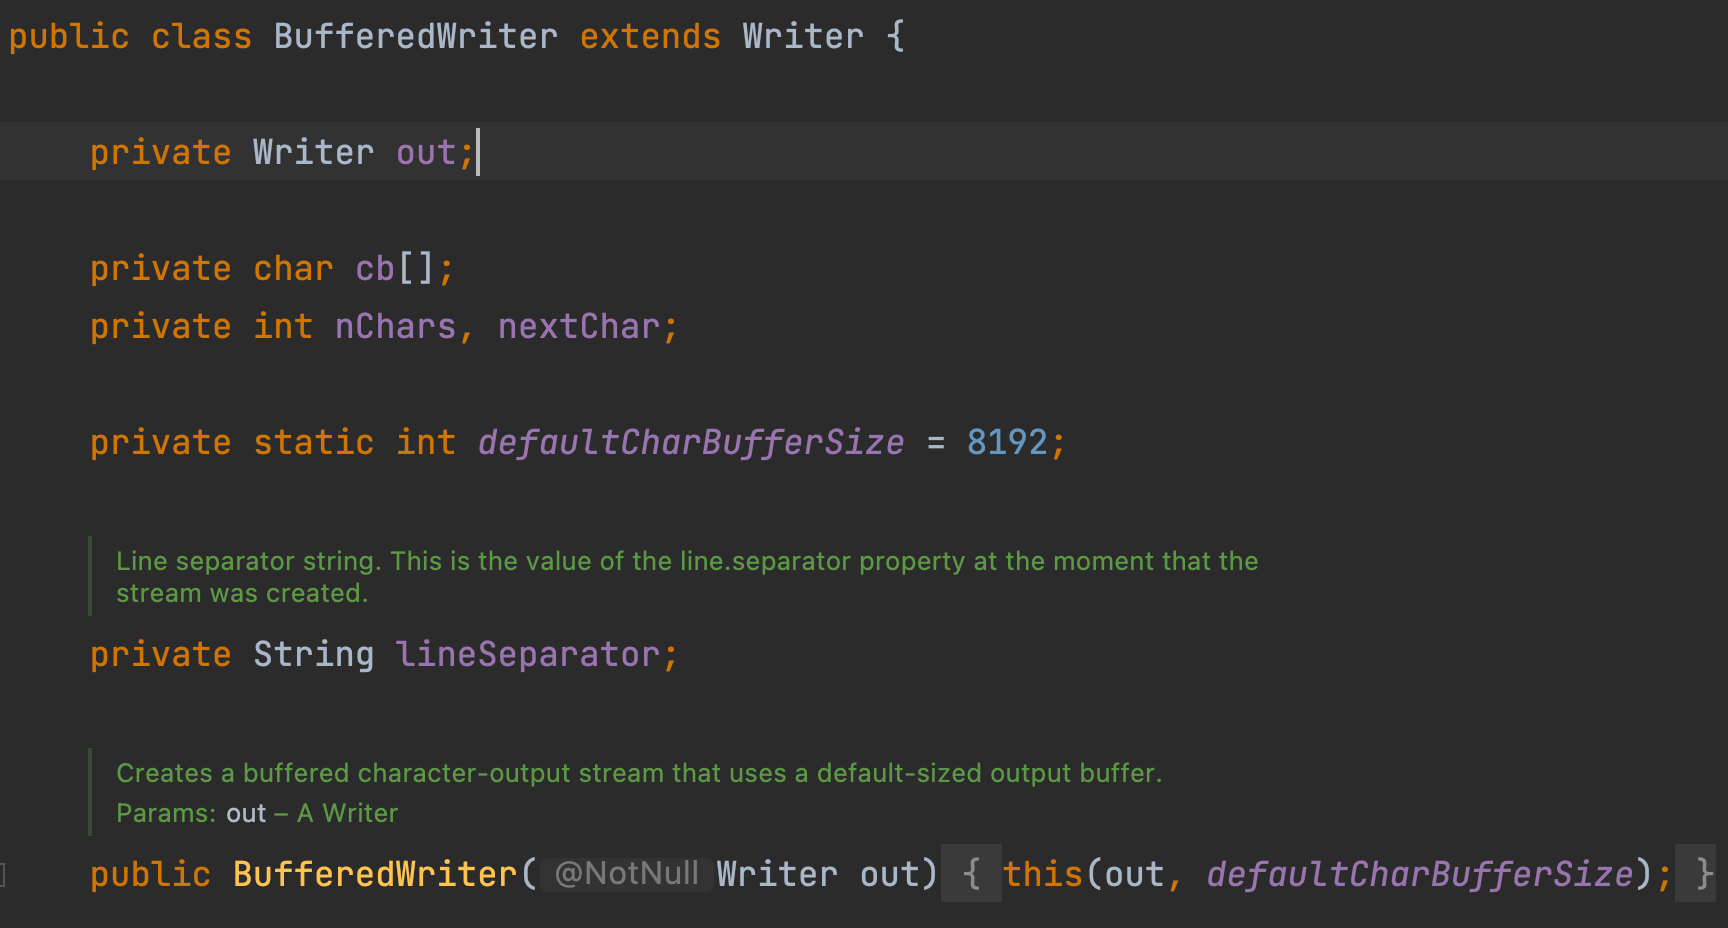 public class BufferedWriter extends Writer {
private Writer out;
private char cb[];
private int nChars, nextChar;
private static int defaultCharBufferSize = 8192;
Line separator string. This is the value of the line.separator property at the moment that the
stream was created.
private String lineSeparator;
Creates a buffered character-output stream that uses a default-sized output buffer.
Params: out – A Writer
public BufferedWriter( @NotNull Writer out) { this(out, defaultCharBufferSize); }